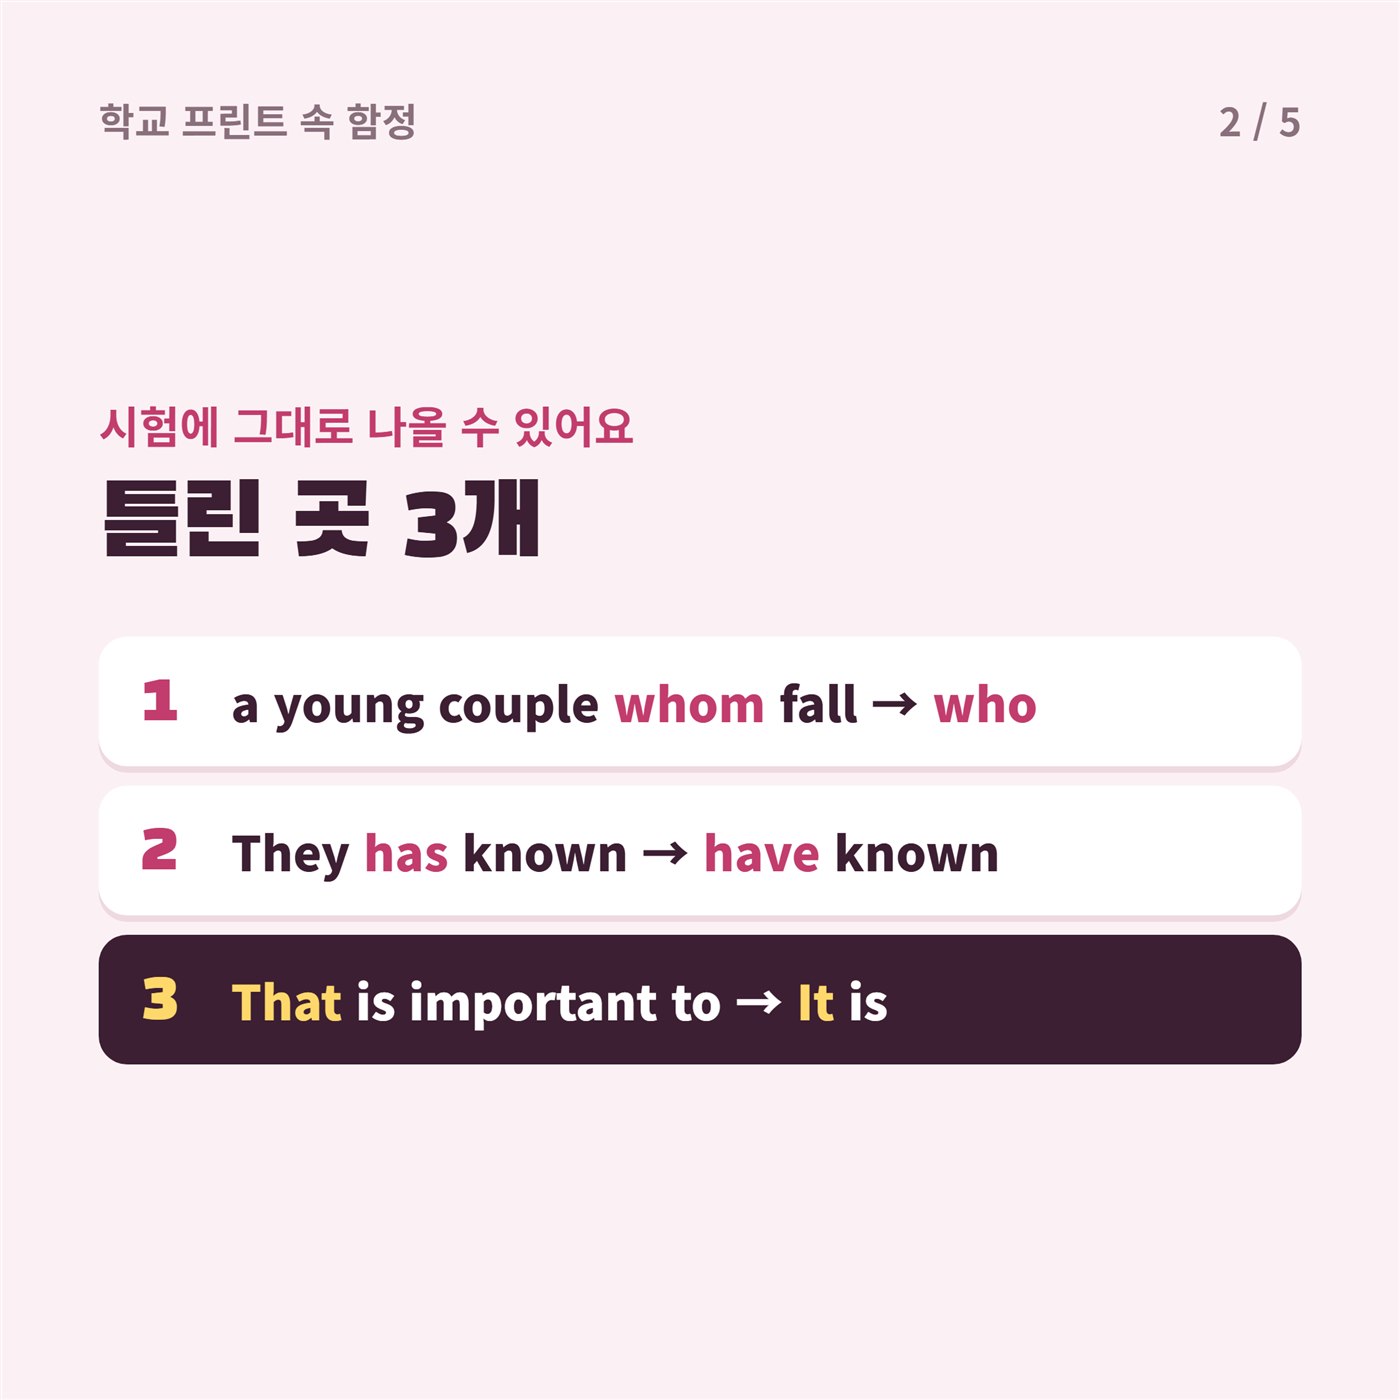 학교 프린트 속 함정
2 / 5
시험에 그대로 나올 수 있어요
틀린 곳 3개
1 a young couple whom fall → who
2 They has known → have known
3 That is important to → It is